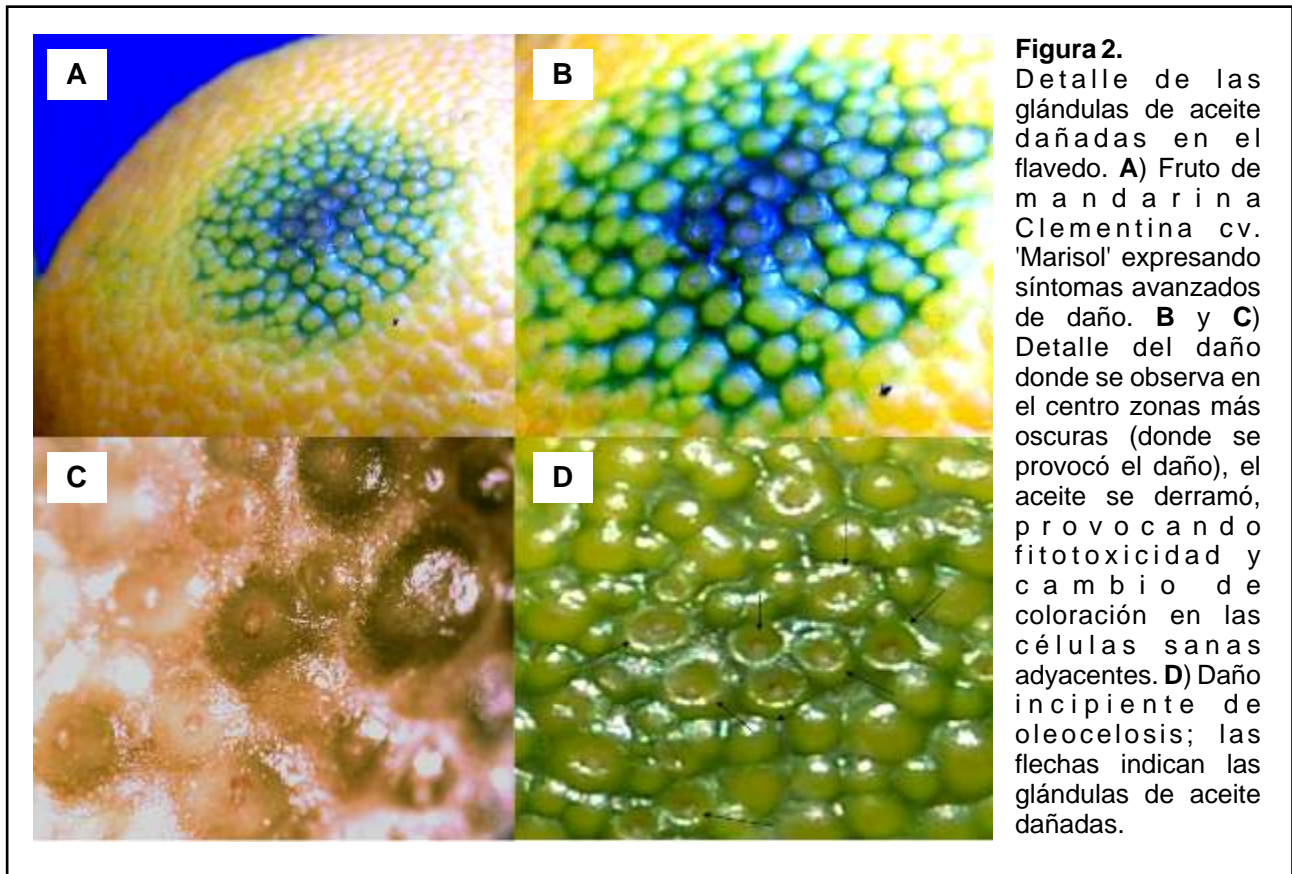 A
B
C
D
Figura 2.
Detalle de las
glándulas de aceite
dañadas en el
flavedo. A) Fruto de
mandarina
Clementina cv.
'Marisol' expresando
síntomas avanzados
de daño. B y C)
Detalle del daño
donde se observa en
el centro zonas más
oscuras (donde se
provocó el daño), el
aceite se derramó,
provocando
fitotoxicidad y
cambio de
coloración en las
células sanas
adyacentes. D) Daño
incipiente de
oleocelosis; las
flechas indican las
glándulas de aceite
dañadas.